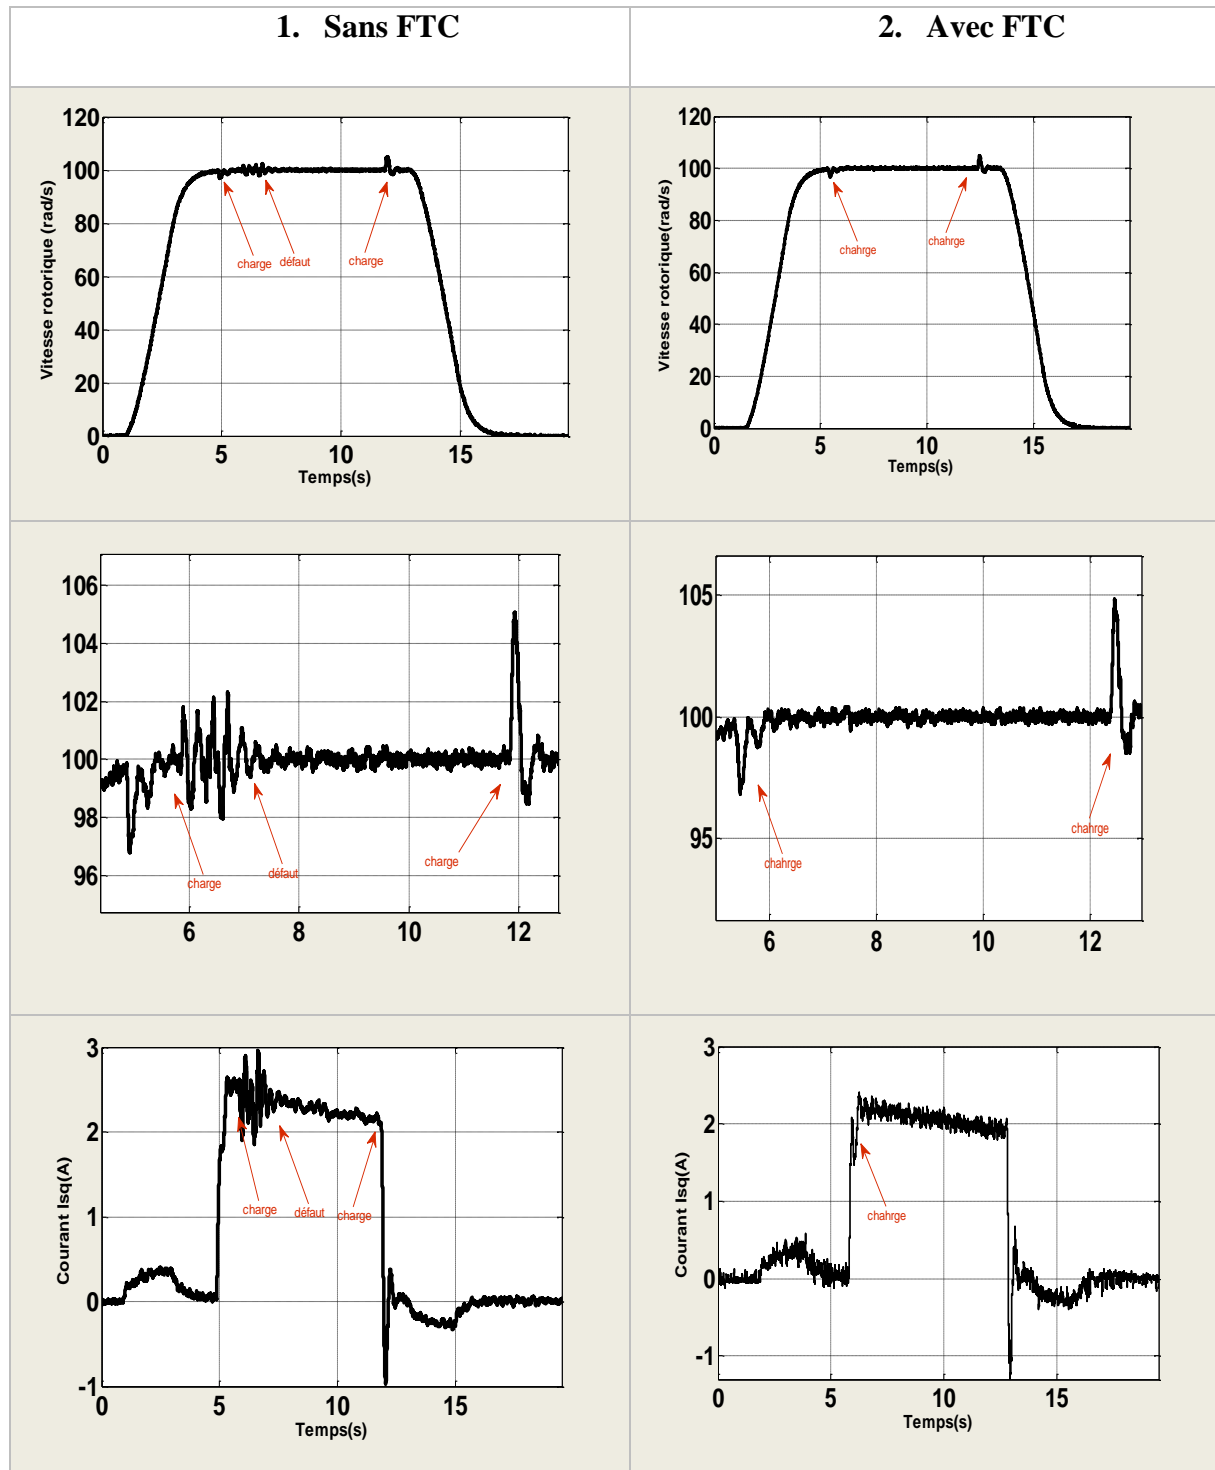 1. Sans FTC
2. Avec FTC
120
100
80
60
40
20
0
0
5
10
15
Vitesse rotorique (rad/s)
Temps(s)
charge
défaut
charge
120
100
80
60
40
20
0
0
5
10
15
Vitesse rotorique(rad/s)
Temps(s)
chahrge
chahrge
106
104
102
100
98
96
6
8
10
12
charge
défaut
charge
105
100
95
6
8
10
12
chahrge
chahrge
3
2
1
0
-1
0
5
10
15
Courant Isq(A)
Temps(s)
charge
défaut
charge
3
2
1
0
-1
0
5
10
15
Courant Isq(A)
Temps(s)
chahrge